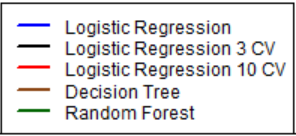 Logistic Regression
Logistic Regression 3 CV
Logistic Regression 10 CV
Decision Tree
Random Forest